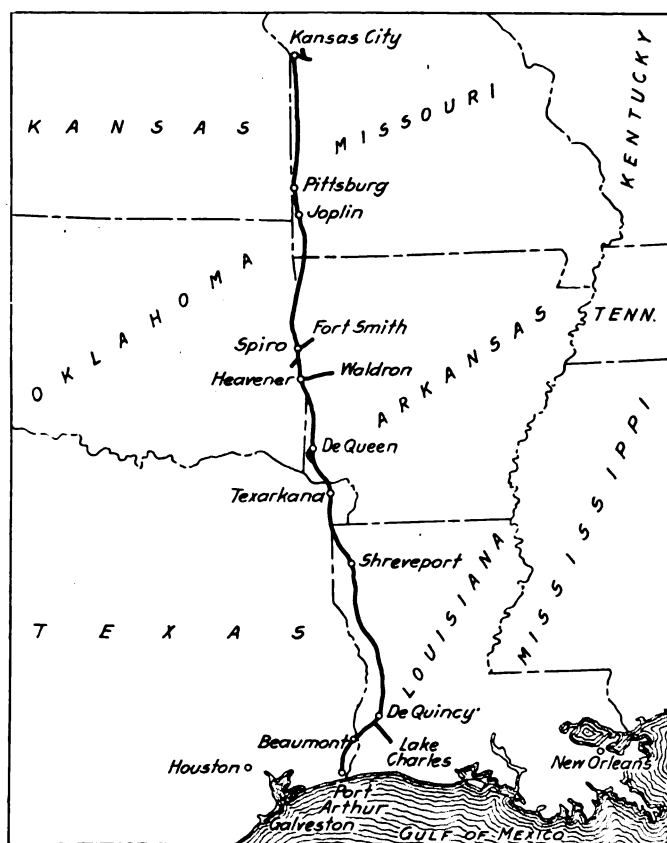 Kansas City
KENTUCKY
MISSOURI
KANSAS
Pittsburg
Joplin
OKLAHOMA
TENN.
Fort Smith
Spiro
ARKANSAS
Waldron
Heavener
MISSISSIPPI
De Queen
Texarkana
Shreveport
LOUISIANA
TEXAS
De Quincy
Beaumont
Lake
Charles
New Orleans
Houston
Port
Arthur
Galveston
GULF OF MEXICO